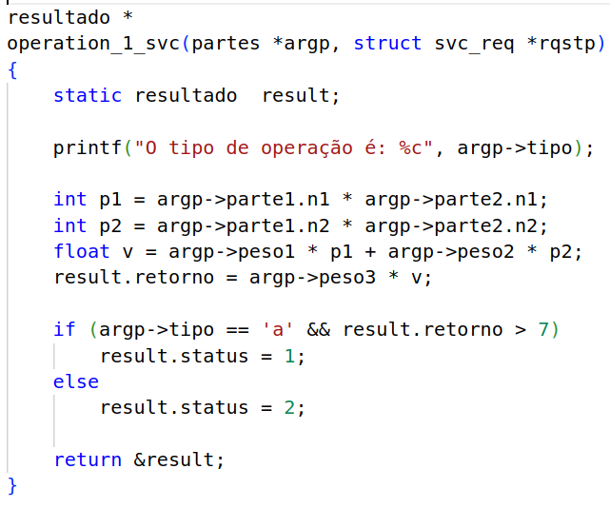 resultado *
operation_1_svc(partes *argp, struct svc_req *rqstp)
{
    static resultado  result;

    printf("O tipo de operação é: %c", argp->tipo);

    int p1 = argp->parte1.n1 * argp->parte2.n1;
    int p2 = argp->parte1.n2 * argp->parte2.n2;
    float v = argp->peso1 * p1 + argp->peso2 * p2;
    result.retorno = argp->peso3 * v;

    if (argp->tipo == 'a' && result.retorno > 7)
        result.status = 1;
    else
        result.status = 2;

    return &result;
}